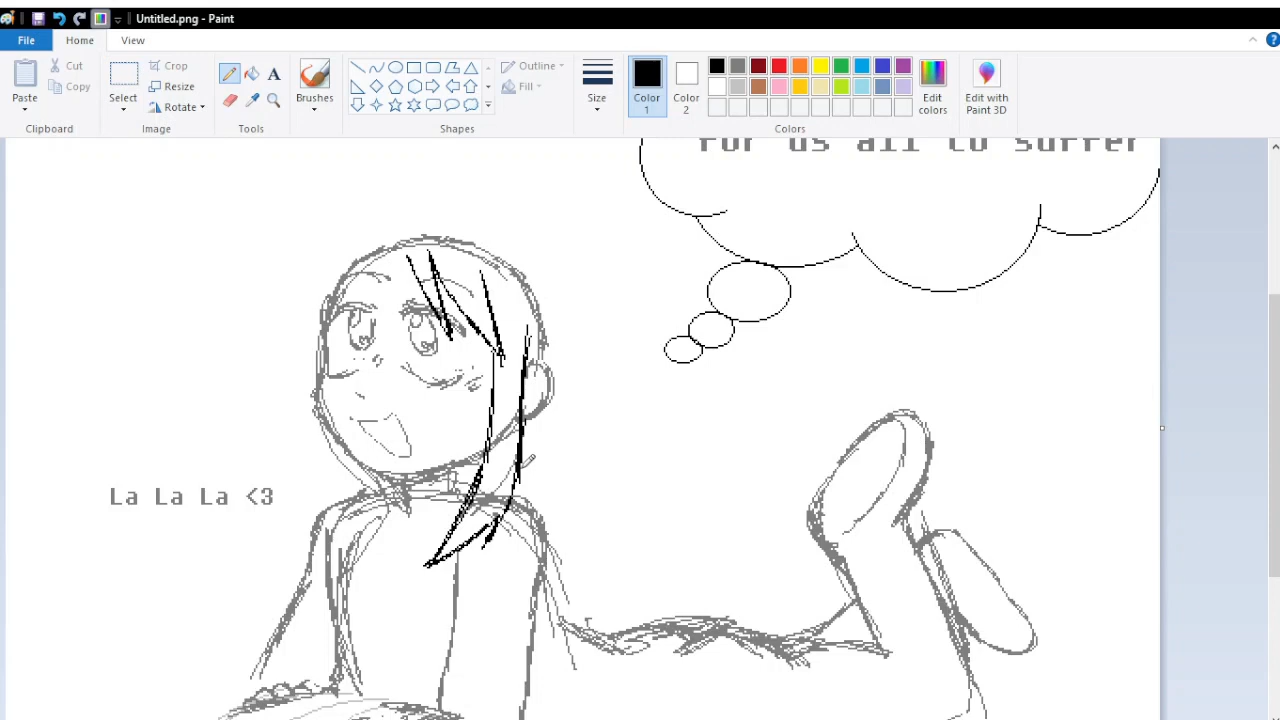 Untitled.png - Paint
File Home View
Paste Cut Copy Clipboard
Select Crop Resize Rotate Image
Tools
Brushes
Outline Fill Shapes
Size
Color 1 Color 2 Edit colors Colors
Edit with Paint 3D
for us all to suffer
La La La <3